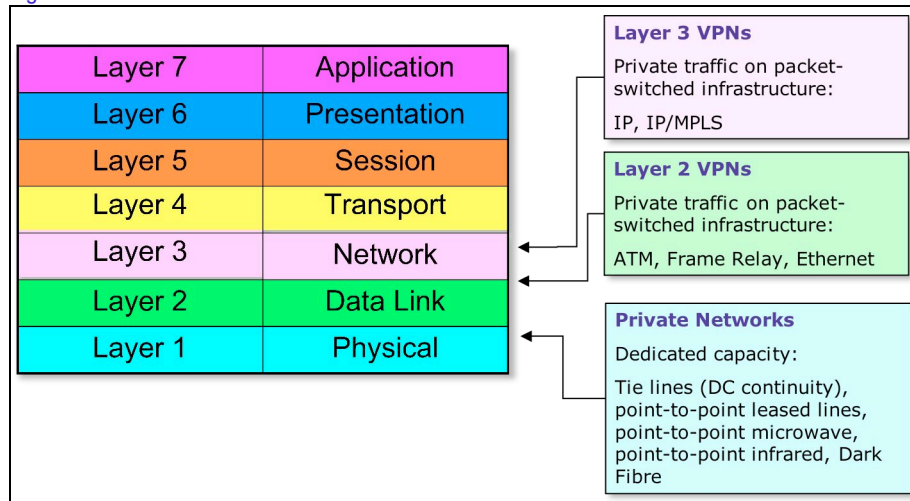 Layer 7 Application
Layer 6 Presentation
Layer 5 Session
Layer 4 Transport
Layer 3 Network
Layer 2 Data Link
Layer 1 Physical
Layer 3 VPNs
Private traffic on packet-
switched infrastructure:
IP, IP/MPLS
Layer 2 VPNs
Private traffic on packet-
switched infrastructure:
ATM, Frame Relay, Ethernet
Private Networks
Dedicated capacity:
Tie lines (DC continuity),
point-to-point leased lines,
point-to-point microwave,
point-to-point infrared, Dark
Fibre